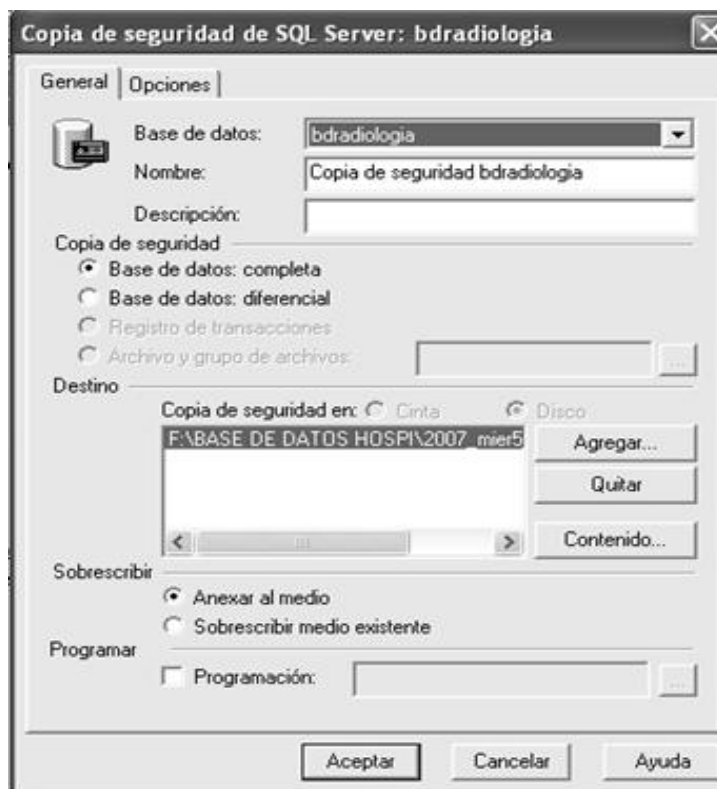 Copia de seguridad de SQL Server: bdradiologia
General Opciones
Base de datos: bdradiologia
Nombre: Copia de seguridad bdradiologia
Descripción:
Copia de seguridad
Base de datos: completa
Base de datos: diferencial
Registro de transacciones
Archivo y grupo de archivos: ...
Destino
Copia de seguridad en: Cinta Disco
F:\BASE DE DATOS HOSPI\2007_mier5 Agregar...
Quitar
Contenido...
Sobrescribir
Anexar al medio
Sobrescribir medio existente
Programar
Programación: ...
Aceptar Cancelar Ayuda